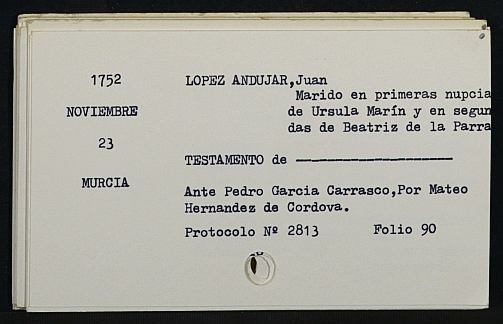 1752
NOVIEMBRE
23
MURCIA
LOPEZ ANDUJAR,Juan
Marido en primeras nupcia
de Ursula Marín y en segun
das de Beatriz de la Parra
TESTAMENTO de ————————————
Ante Pedro Garcia Carrasco,Por Mateo
Hernandez de Cordova.
Protocolo Nº 2813 Folio 90